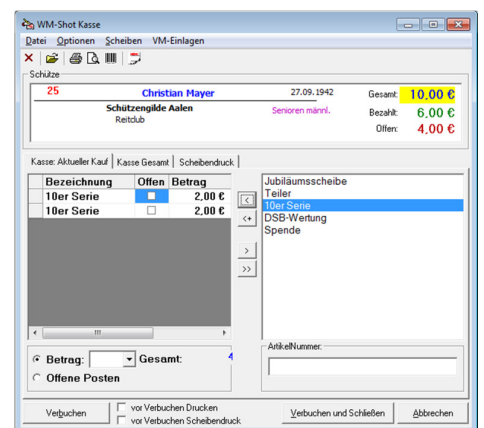 WM-Shot Kasse
Datei Optionen Scheiben VM-Einlagen
Schütze
25 Christian Mayer 27.09.1942 Gesamt: 10,00 €
Schützengilde Aalen Senioren männl. Bezahlt: 6,00 €
Reitclub
Offen: 4,00 €
Kasse: Aktueller Kauf Kasse Gesamt Scheibendruck
Bezeichnung Offen Betrag
10er Serie 2,00 €
10er Serie 2,00 €
<
<+
>
>>
Jubiläumsscheibe
Teiler
10er Serie
DSB-Wertung
Spende
Betrag: Gesamt: 4
Offene Posten
ArtikelNummer:
Verbuchen
vor Verbuchen Drucken
vor Verbuchen Scheibendruck
Verbuchen und Schließen
Abbrechen